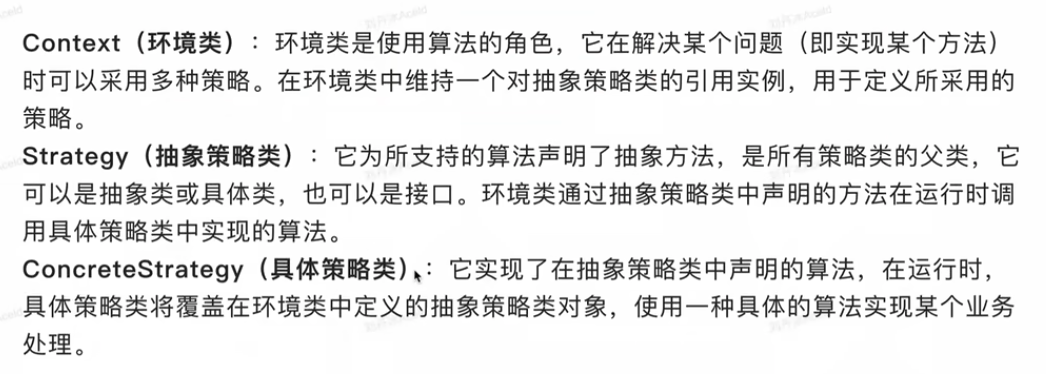 Context（环境类）：环境类是使用算法的角色，它在解决某个问题（即实现某个方法）
时可以采用多种策略。在环境类中维持一个对抽象策略类的引用实例，用于定义所采用的
策略。
Strategy（抽象策略类）：它为所支持的算法声明了抽象方法，是所有策略类的父类，它
可以是抽象类或具体类，也可以是接口。环境类通过抽象策略类中声明的方法在运行时调
用具体策略类中实现的算法。
ConcreteStrategy（具体策略类）：它实现了在抽象策略类中声明的算法，在运行时，
具体策略类将覆盖在环境类中定义的抽象策略类对象，使用一种具体的算法实现某个业务
处理。